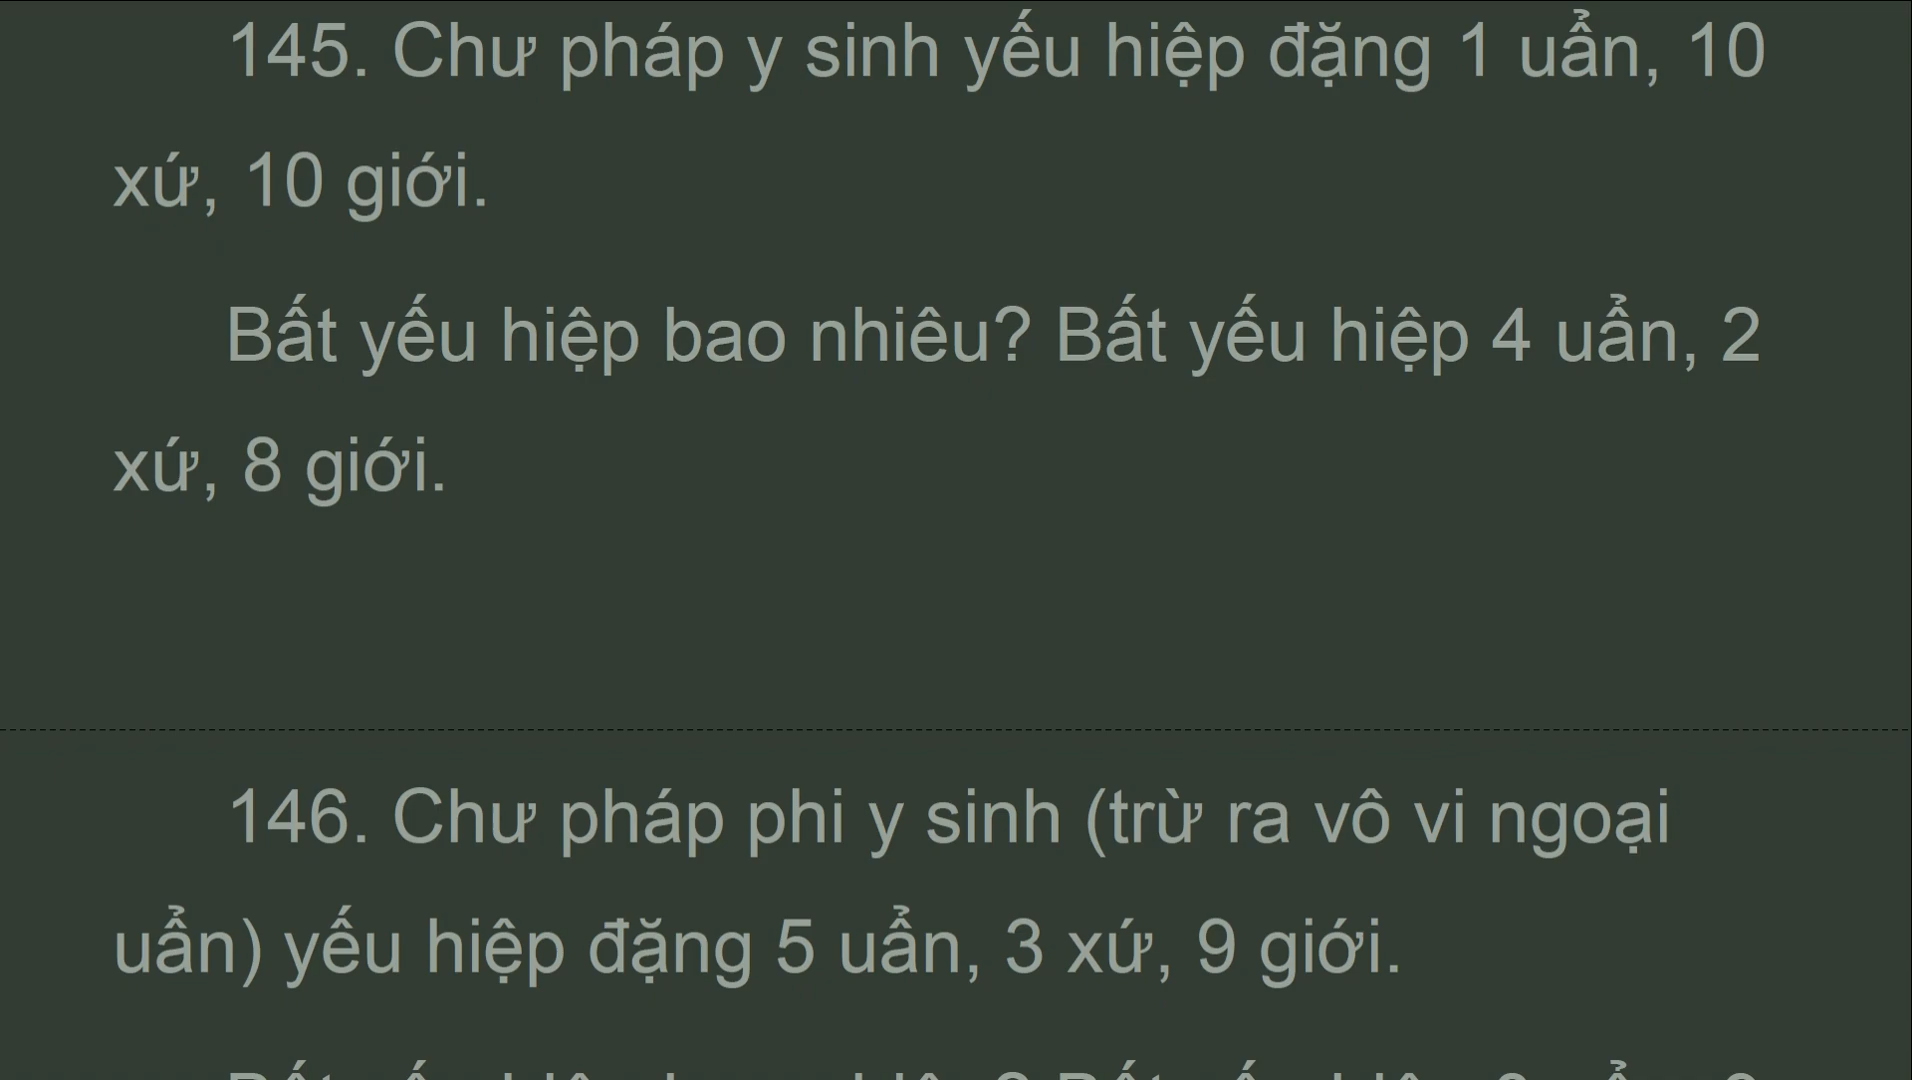 145. Chư pháp y sinh yếu hiệp đặng 1 uẩn, 10
xứ, 10 giới.
Bất yếu hiệp bao nhiêu? Bất yếu hiệp 4 uẩn, 2
xứ, 8 giới.
146. Chư pháp phi y sinh (trừ ra vô vi ngoại
uẩn) yếu hiệp đặng 5 uẩn, 3 xứ, 9 giới.